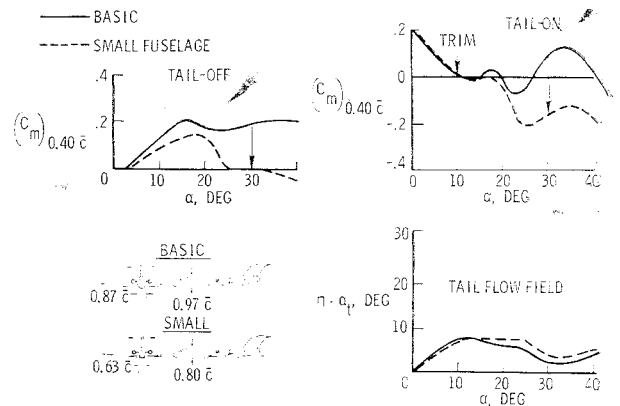 BASIC
SMALL FUSELAGE
TAIL-OFF
.4
.2
0
(Cm)0.40 c̄
10 20 30 40
α, DEG
TAIL-ON
TRIM
.2
0
-.2
-.4
(Cm)0.40 c̄
0 10 20 30 40
α, DEG
BASIC
0.87 c̄
0.97 c̄
SMALL
0.63 c̄
0.80 c̄
TAIL FLOW FIELD
30
20
10
0
η · αt, DEG
10 20 30 40
α, DEG